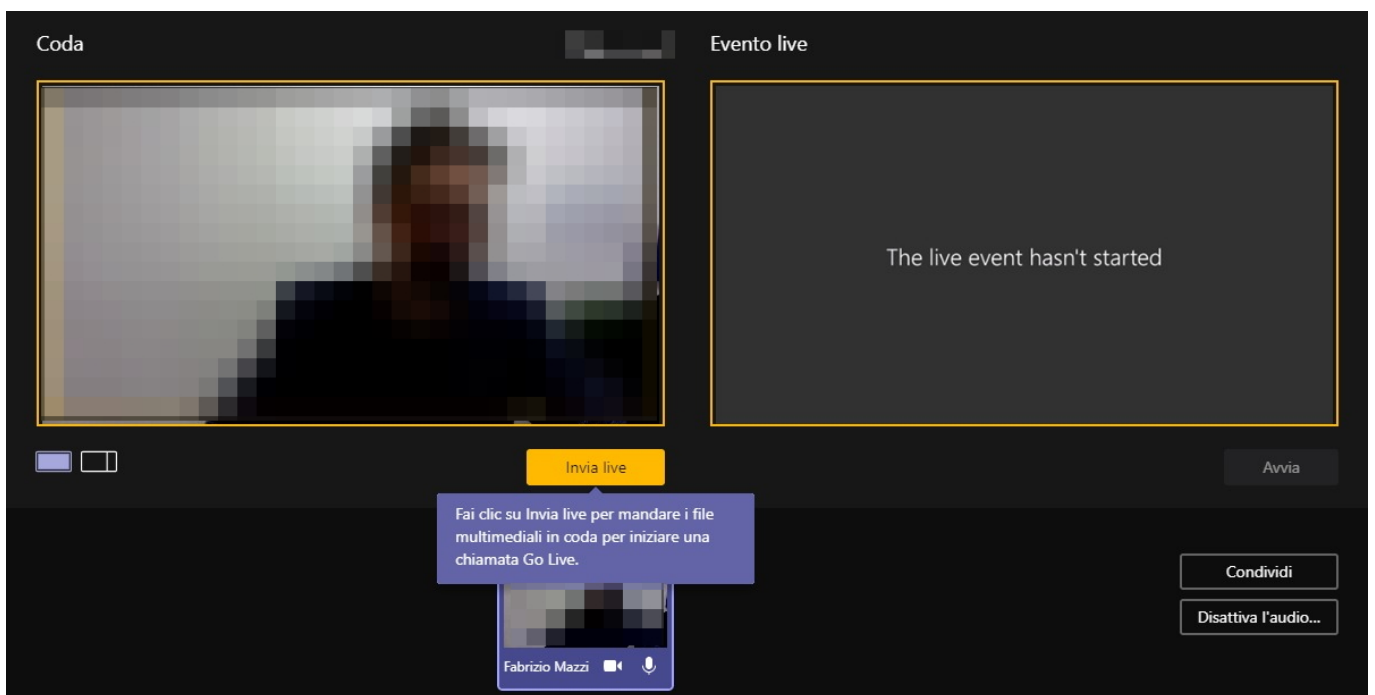 Coda
Evento live
The live event hasn't started
Invia live
Avvia
Fai clic su Invia live per mandare i file
multimediali in coda per iniziare una
chiamata Go Live.
Condividi
Disattiva l'audio...
Fabrizio Mazzi